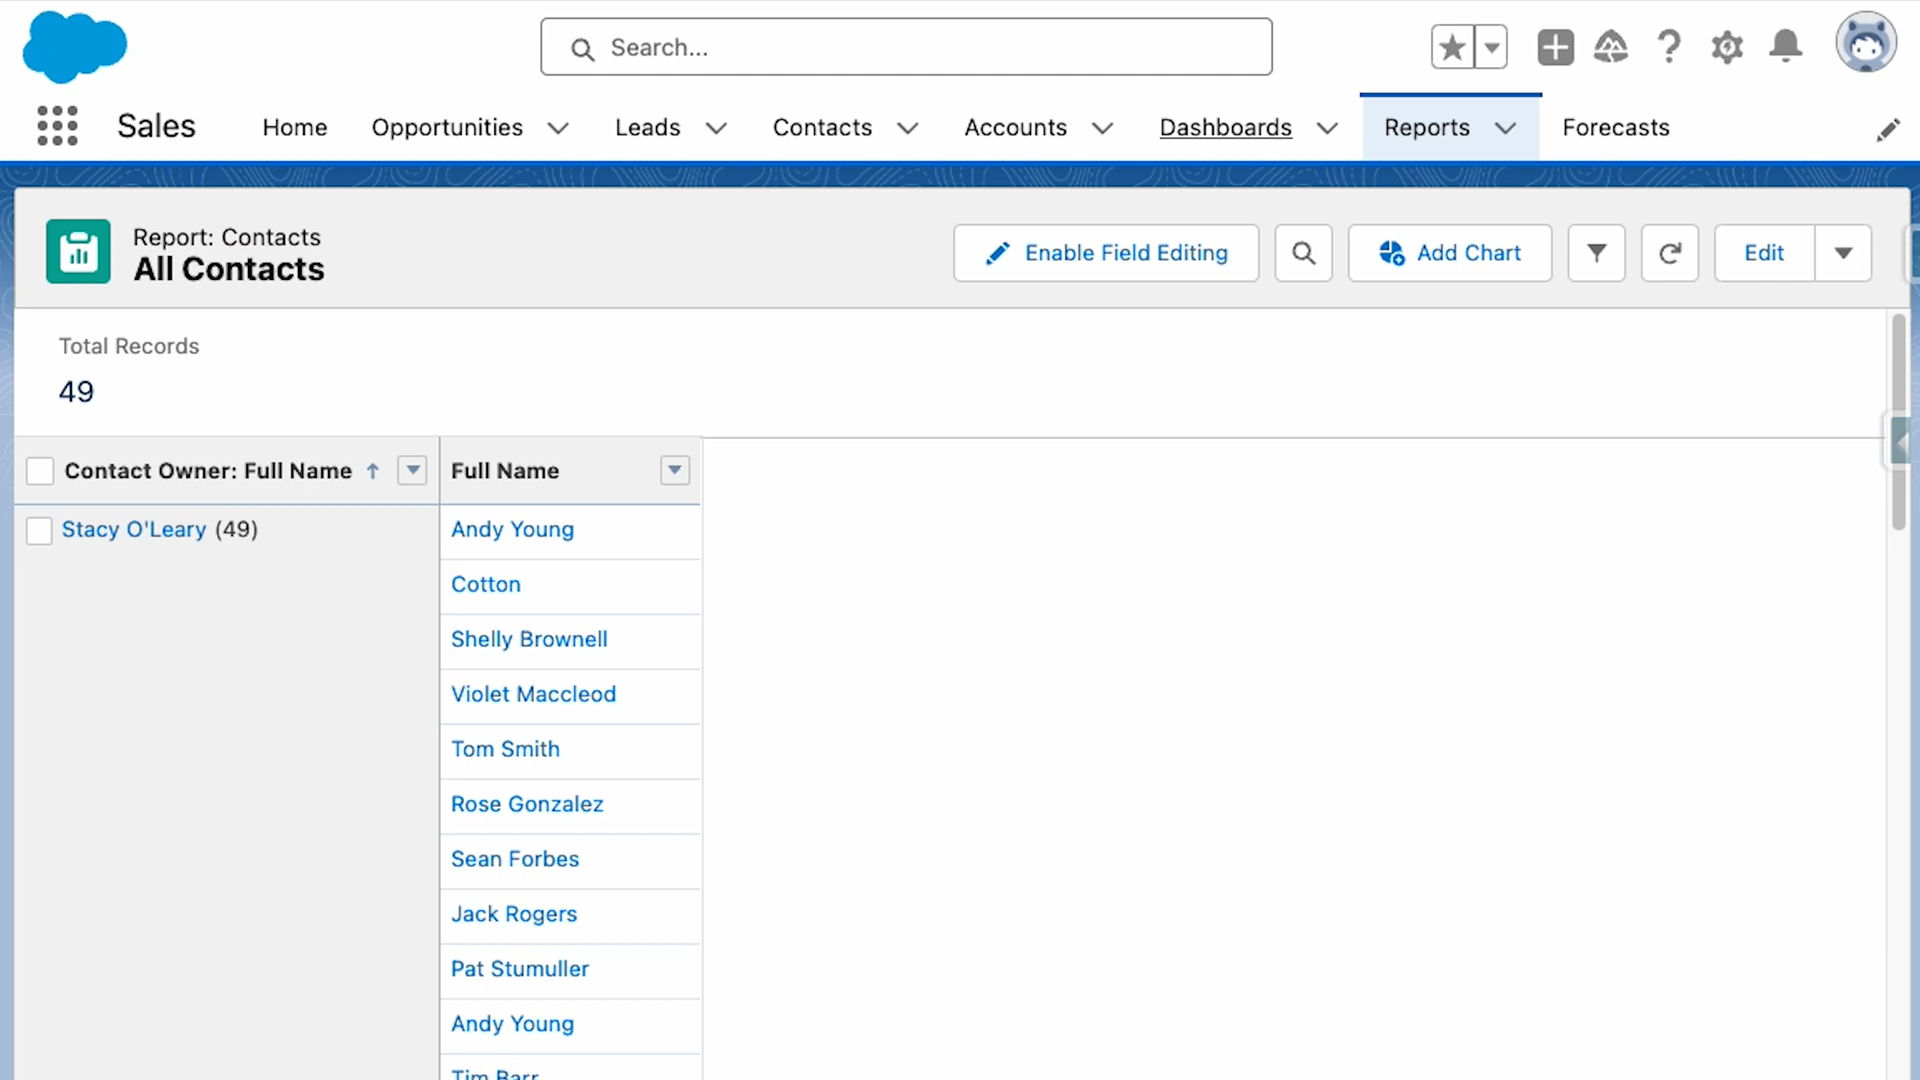 Search...
Sales
Home
Opportunities
Leads
Contacts
Accounts
Dashboards
Reports
Forecasts
Report: Contacts
All Contacts
Enable Field Editing
Add Chart
Edit
Total Records
49
Contact Owner: Full Name
Full Name
Stacy O'Leary (49)
Andy Young
Cotton
Shelly Brownell
Violet Maccleod
Tom Smith
Rose Gonzalez
Sean Forbes
Jack Rogers
Pat Stumuller
Andy Young
Tim Barr